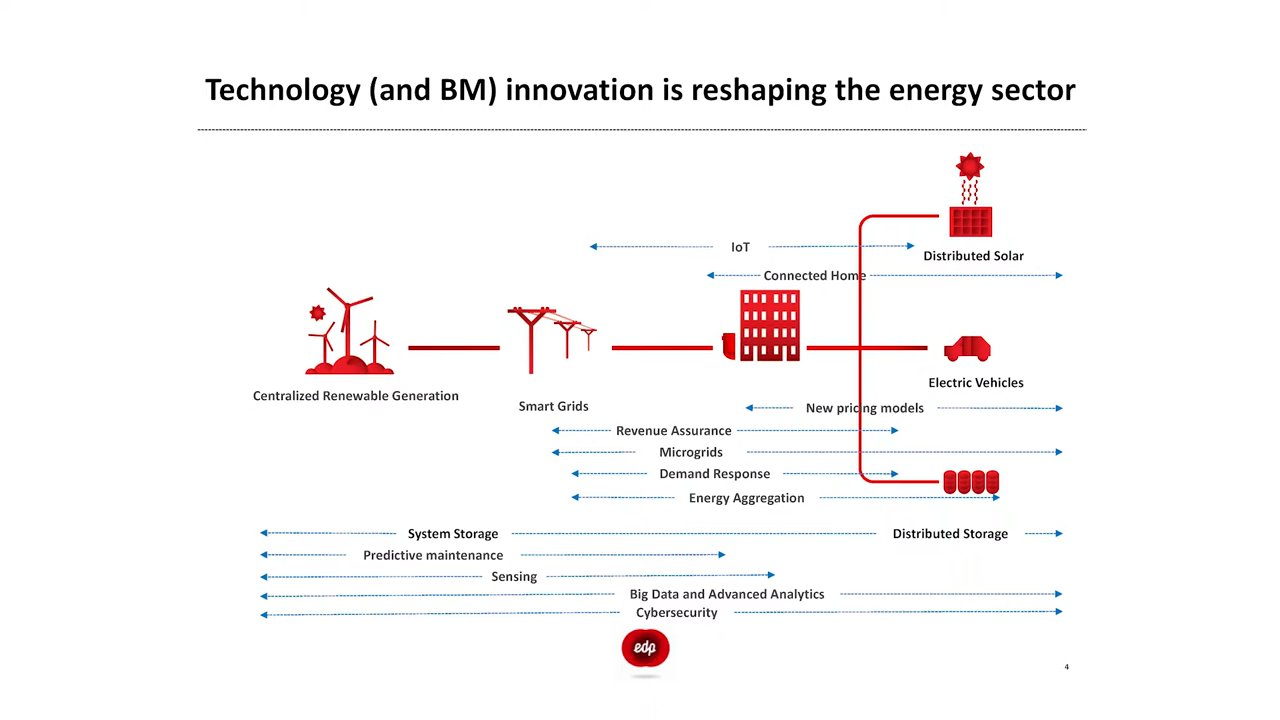 Technology (and BM) innovation is reshaping the energy sector
IoT
Distributed Solar
Connected Home
Centralized Renewable Generation
Smart Grids
Electric Vehicles
New pricing models
Revenue Assurance
Microgrids
Demand Response
Energy Aggregation
System Storage
Distributed Storage
Predictive maintenance
Sensing
Big Data and Advanced Analytics
Cybersecurity
edp
4